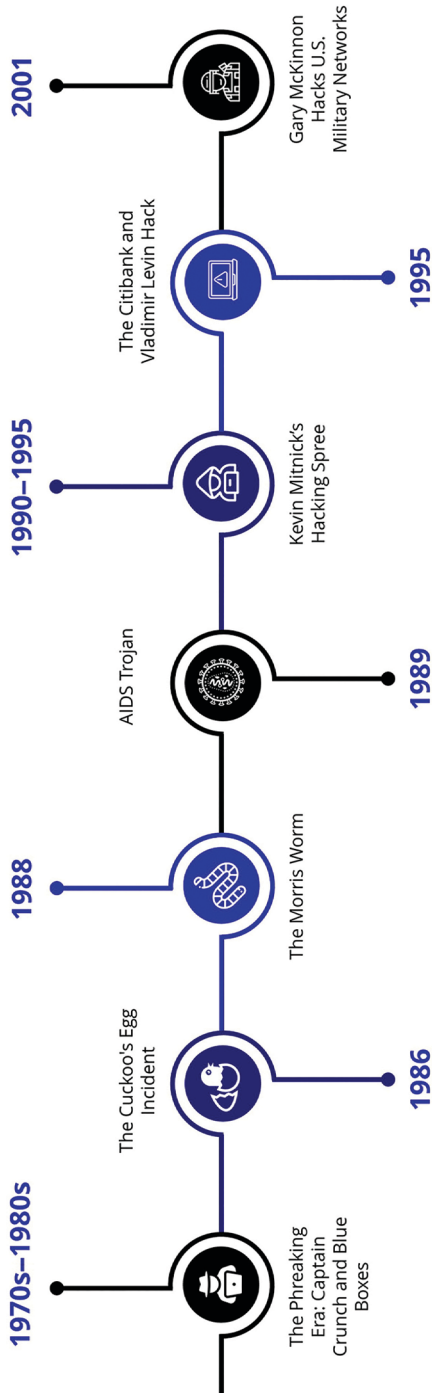 1970s–1980s
The Phreaking
Era: Captain
Crunch and Blue
Boxes
The Cuckoo's Egg
Incident
1986
1988
The Morris Worm
AIDS Trojan
1989
1990–1995
Kevin Mitnick's
Hacking Spree
The Citibank and
Vladimir Levin Hack
1995
2001
Gary McKinnon
Hacks U.S.
Military Networks